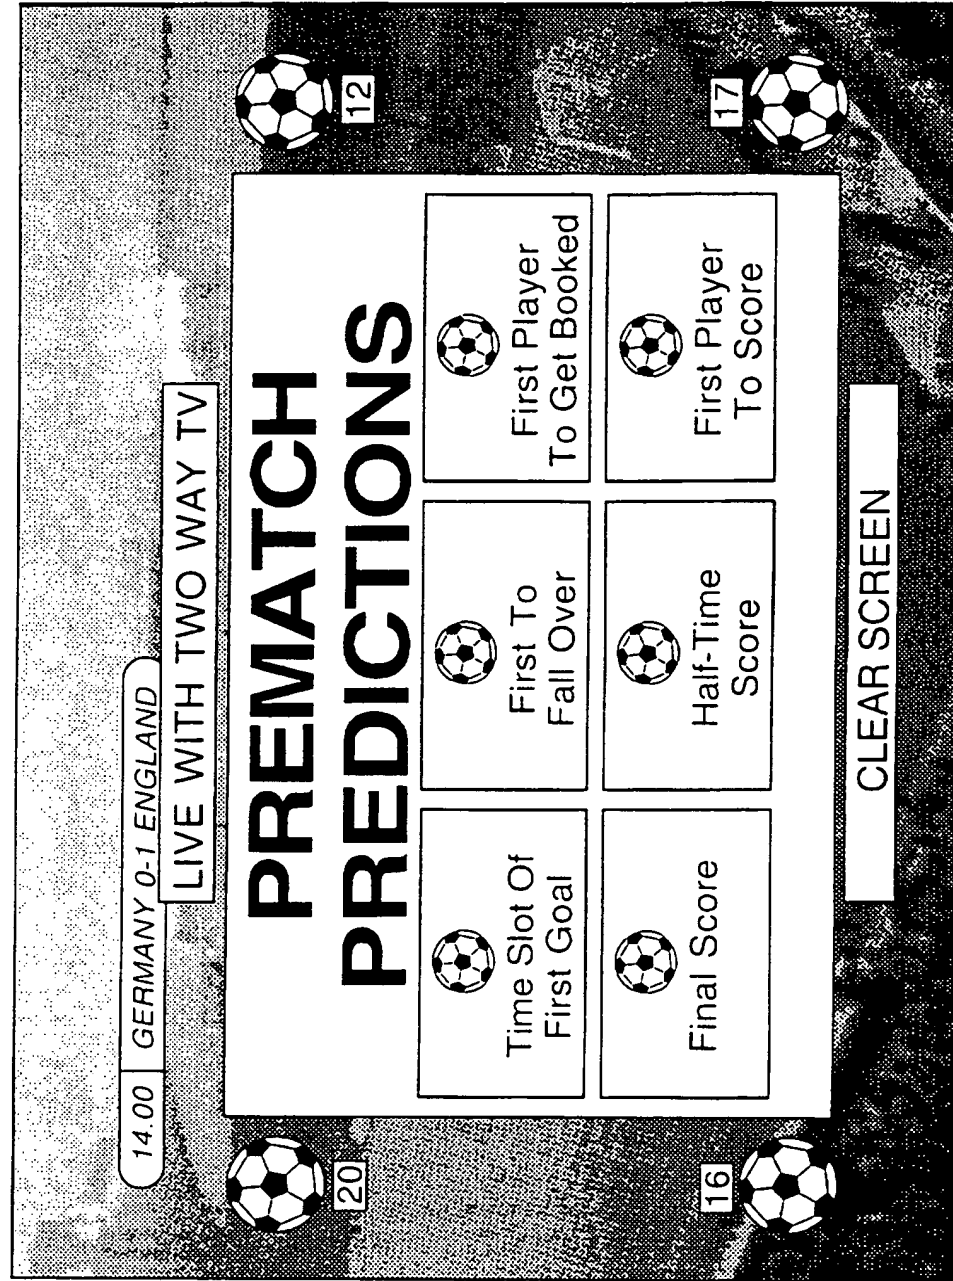 14.00 GERMANY 0-1 ENGLAND
LIVE WITH TWO WAY TV
PREMATCH
PREDICTIONS
20
12
Time Slot Of
First Goal
First To
Fall Over
First Player
To Get Booked
Final Score
Half-Time
Score
First Player
To Score
16
17
CLEAR SCREEN